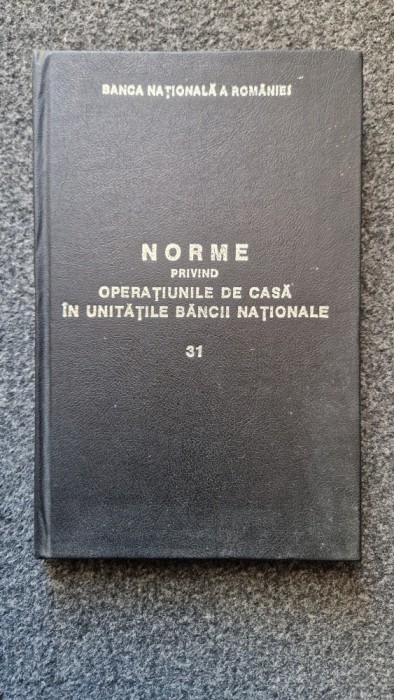 BANCA NAȚIONALĂ A ROMÂNIEI
NORME
PRIVIND
OPERAȚIUNILE DE CASĂ
ÎN UNITĂȚILE BĂNCII NAȚIONALE
31